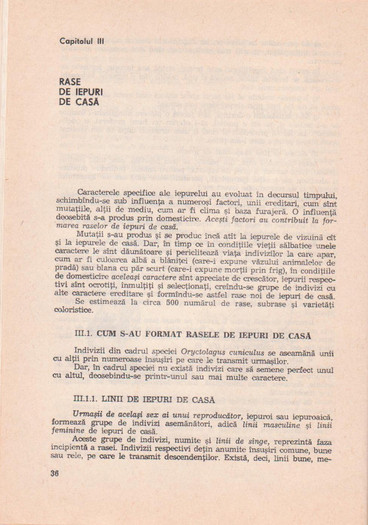 Capitolul III
RASE
DE IEPURI
DE CASĂ
Caracterele specifice ale iepurelui au evoluat în decursul timpului,
schimbîndu-se sub influența a numeroși factori, unii ereditari, cum sînt
mutațiile, alții de mediu, cum ar fi clima și baza furajeră. O influență
deosebită s-a produs prin domesticire. Acești factori au contribuit la for-
marea raselor de iepuri de casă.
Mutații s-au produs și se produc încă atît la iepurele de vizuină cît
și la iepurele de casă. Dar, în timp ce în condițiile vieții sălbatice unele
caractere le sînt dăunătoare și periclitează viața indivizilor la care apar,
cum ar fi culoarea albă a blăniței (care-i expune văzului animalelor de
pradă) sau blana cu păr scurt (care-i expune morții prin frig), în condițiile
de domesticire aceleași caractere sînt apreciate de crescător, iepurii respec-
tivi sînt ocrotiți, înmulțiți și selecționați, creîndu-se grupe de indivizi cu
alte caractere ereditare și formîndu-se astfel rase noi de iepuri de casă.
Se estimează la circa 500 numărul de rase, subrase și varietăți
coloristice.
III.1. CUM S-AU FORMAT RASELE DE IEPURI DE CASĂ
Indivizii din cadrul speciei Oryctolagus cuniculus se aseamănă unii
cu alții prin numeroase însușiri pe care le transmit urmașilor.
Dar, în cadrul speciei nu există indivizi care să semene perfect unul
cu altul, deosebindu-se printr-unul sau mai multe caractere.
III.1.1. LINII DE IEPURI DE CASĂ
Urmașii de același sex ai unui reproducător, iepuroi sau iepuroaică,
formează grupe de indivizi asemănători, adică linii masculine și linii
feminine de iepuri de casă.
Aceste grupe de indivizi, numite și linii de sînge, reprezintă faza
incipientă a rasei. Indivizii respectivi dețin anumite însușiri comune, bune
sau rele, pe care le transmit descendenților. Există, deci, linii bune, me-
36